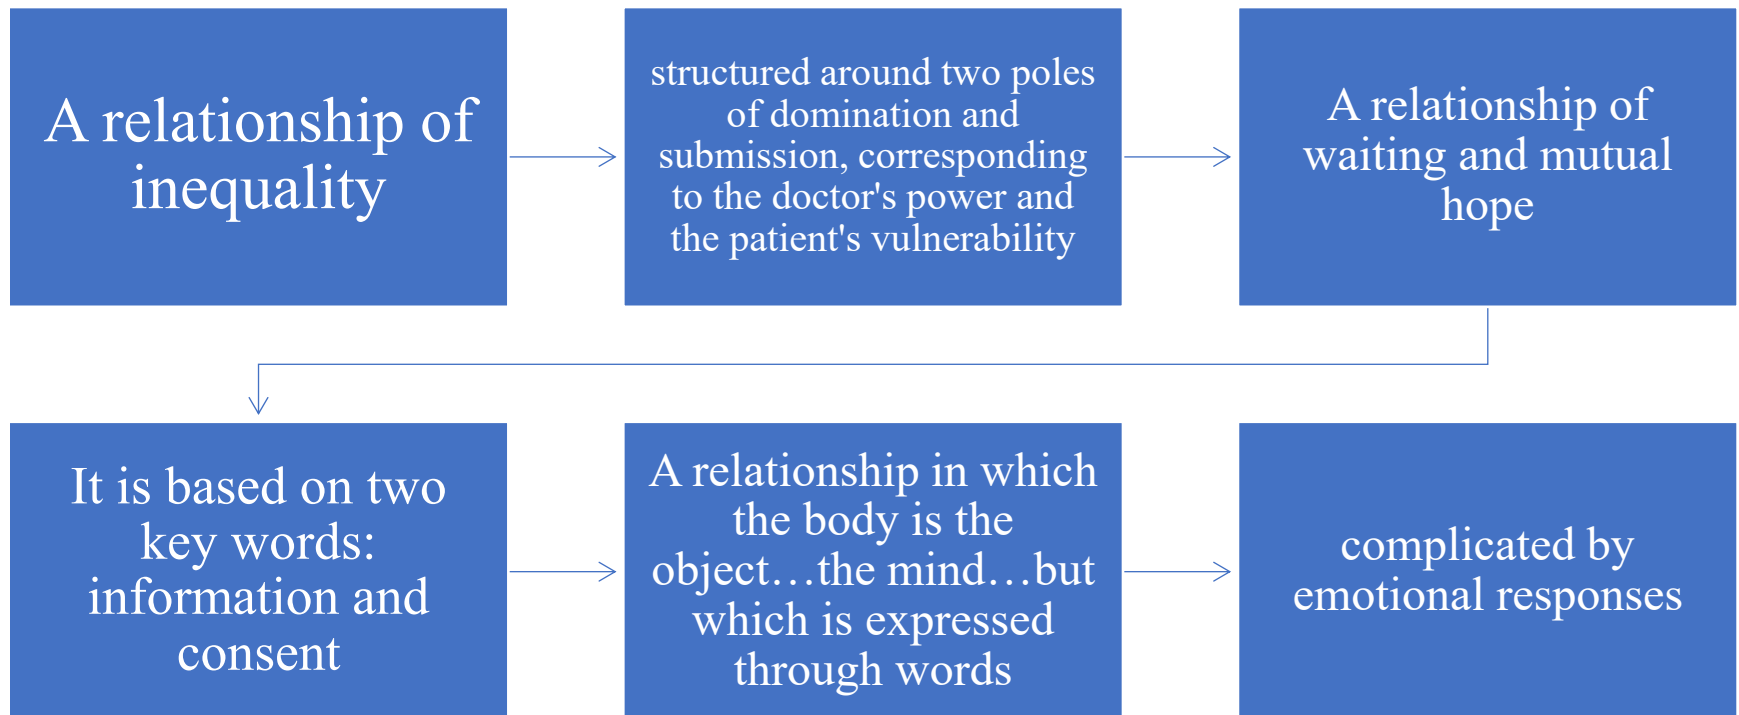 A relationship of
inequality
structured around two poles
of domination and
submission, corresponding
to the doctor's power and
the patient's vulnerability
A relationship of
waiting and mutual
hope
It is based on two
key words:
information and
consent
A relationship in which
the body is the
object…the mind…but
which is expressed
through words
complicated by
emotional responses